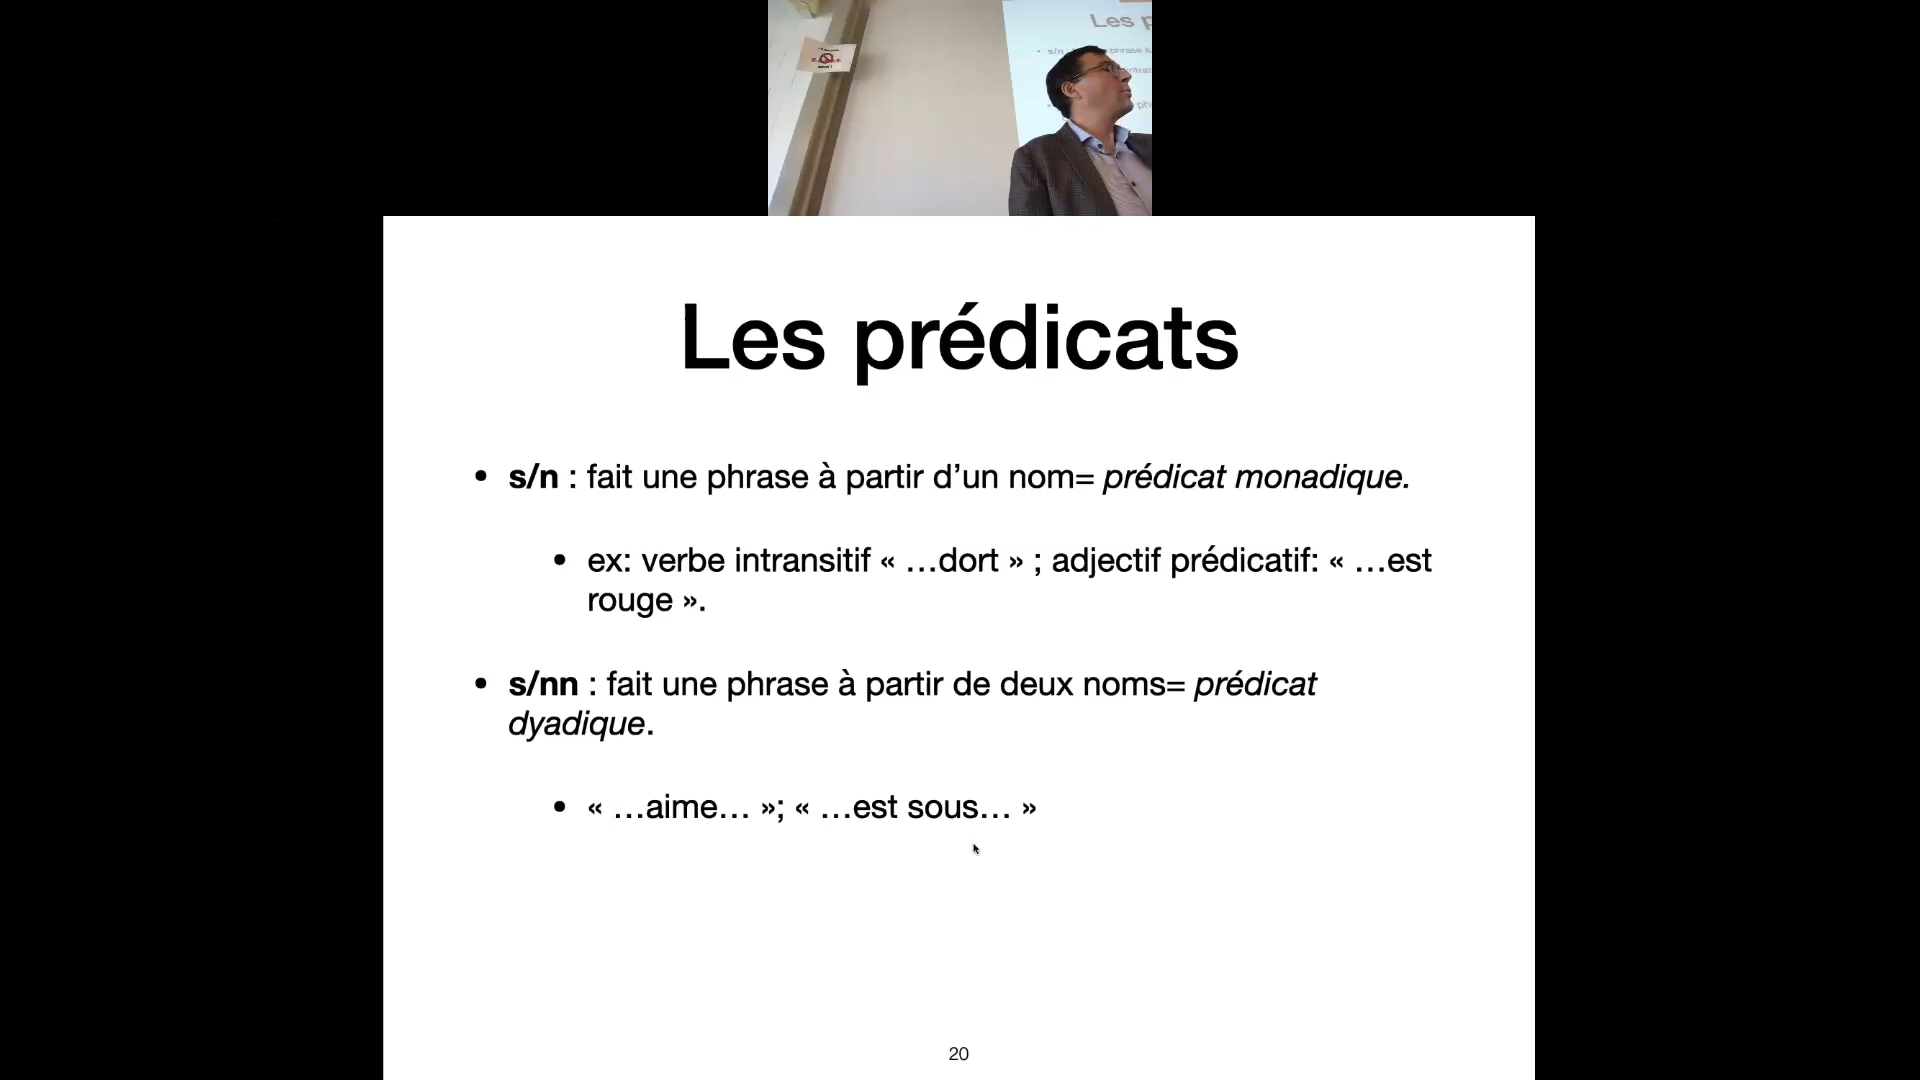 Les p
s/n
phrase à
Les prédicats
• s/n : fait une phrase à partir d’un nom= prédicat monadique.
• ex: verbe intransitif « …dort » ; adjectif prédicatif: « …est
rouge ».
• s/nn : fait une phrase à partir de deux noms= prédicat
dyadique.
• « …aime… »; « …est sous… »
20